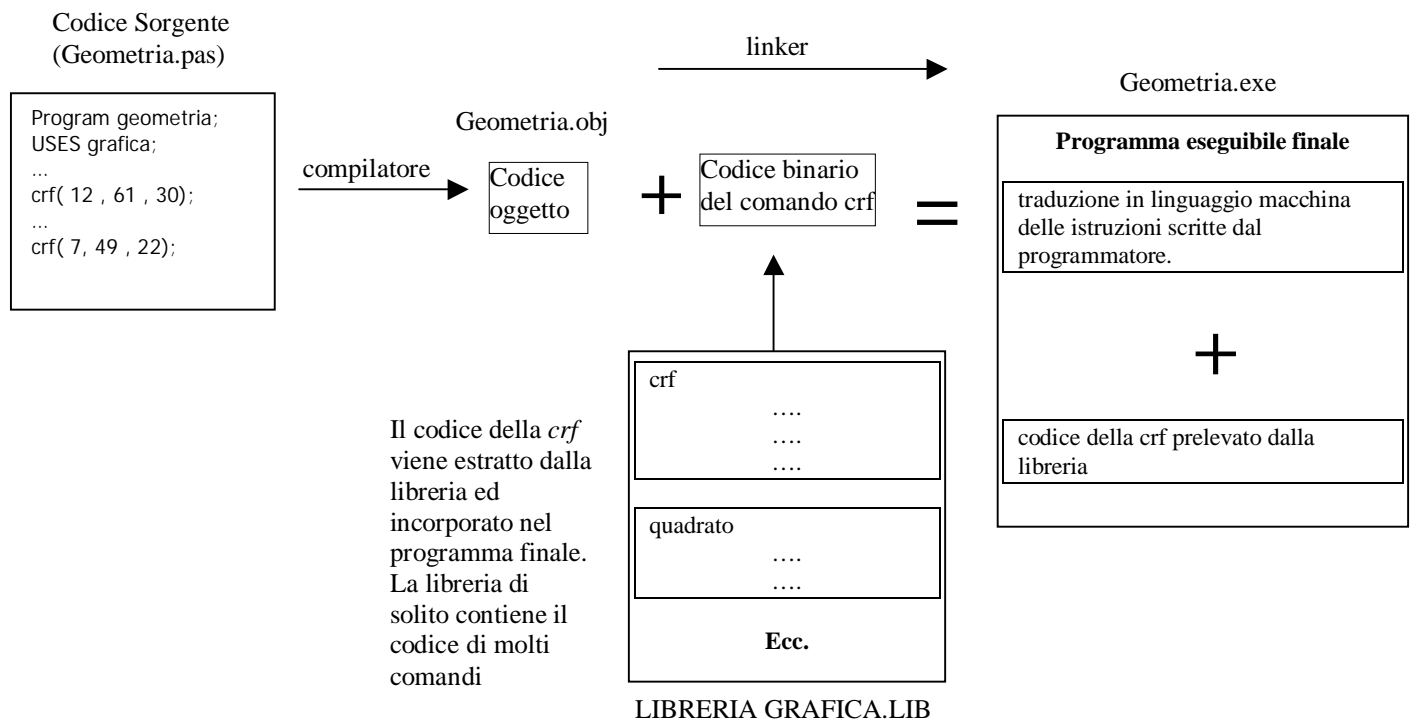 Codice Sorgente
(Geometria.pas)
Program geometria;
USES grafica;
...
crf( 12 , 61 , 30);
...
crf( 7, 49 , 22);
compilatore
Geometria.obj
Codice
oggetto
+
linker
Codice binario
del comando crf
=
Geometria.exe
Programma eseguibile finale
traduzione in linguaggio macchina
delle istruzioni scritte dal
programmatore.
+
codice della crf prelevato dalla
libreria
Il codice della crf
viene estratto dalla
libreria ed
incorporato nel
programma finale.
La libreria di
solito contiene il
codice di molti
comandi
crf
….
….
….
quadrato
….
….
Ecc.
LIBRERIA GRAFICA.LIB